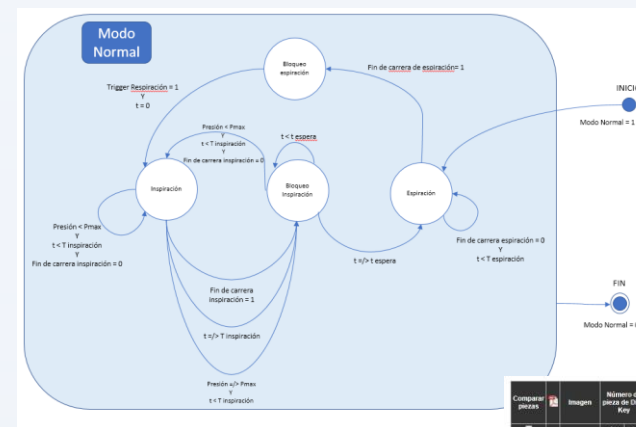 Modo
Normal
Bloqueo
espiración
Fin de carrera de espiración= 1
Trigger Respiración = 1
Y
t = 0
INICIO
Modo Normal = 1
Presión < Pmax
Y
t < T inspiración
Y
Fin de carrera inspiración = 0
t < t espera
Inspiración
Bloqueo
Inspiración
Espiración
Presión < Pmax
Y
t < T inspiración
Y
Fin de carrera inspiración = 0
Fin de carrera espiración = 0
Y
t < T espiración
t =/> t espera
Fin de carrera
inspiración = 1
t =/> T inspiración
Presión =/> Pmax
Y
t < T inspiración
FIN
Modo Normal =
Comparar
piezas
Imagen
Número
pieza de
Key